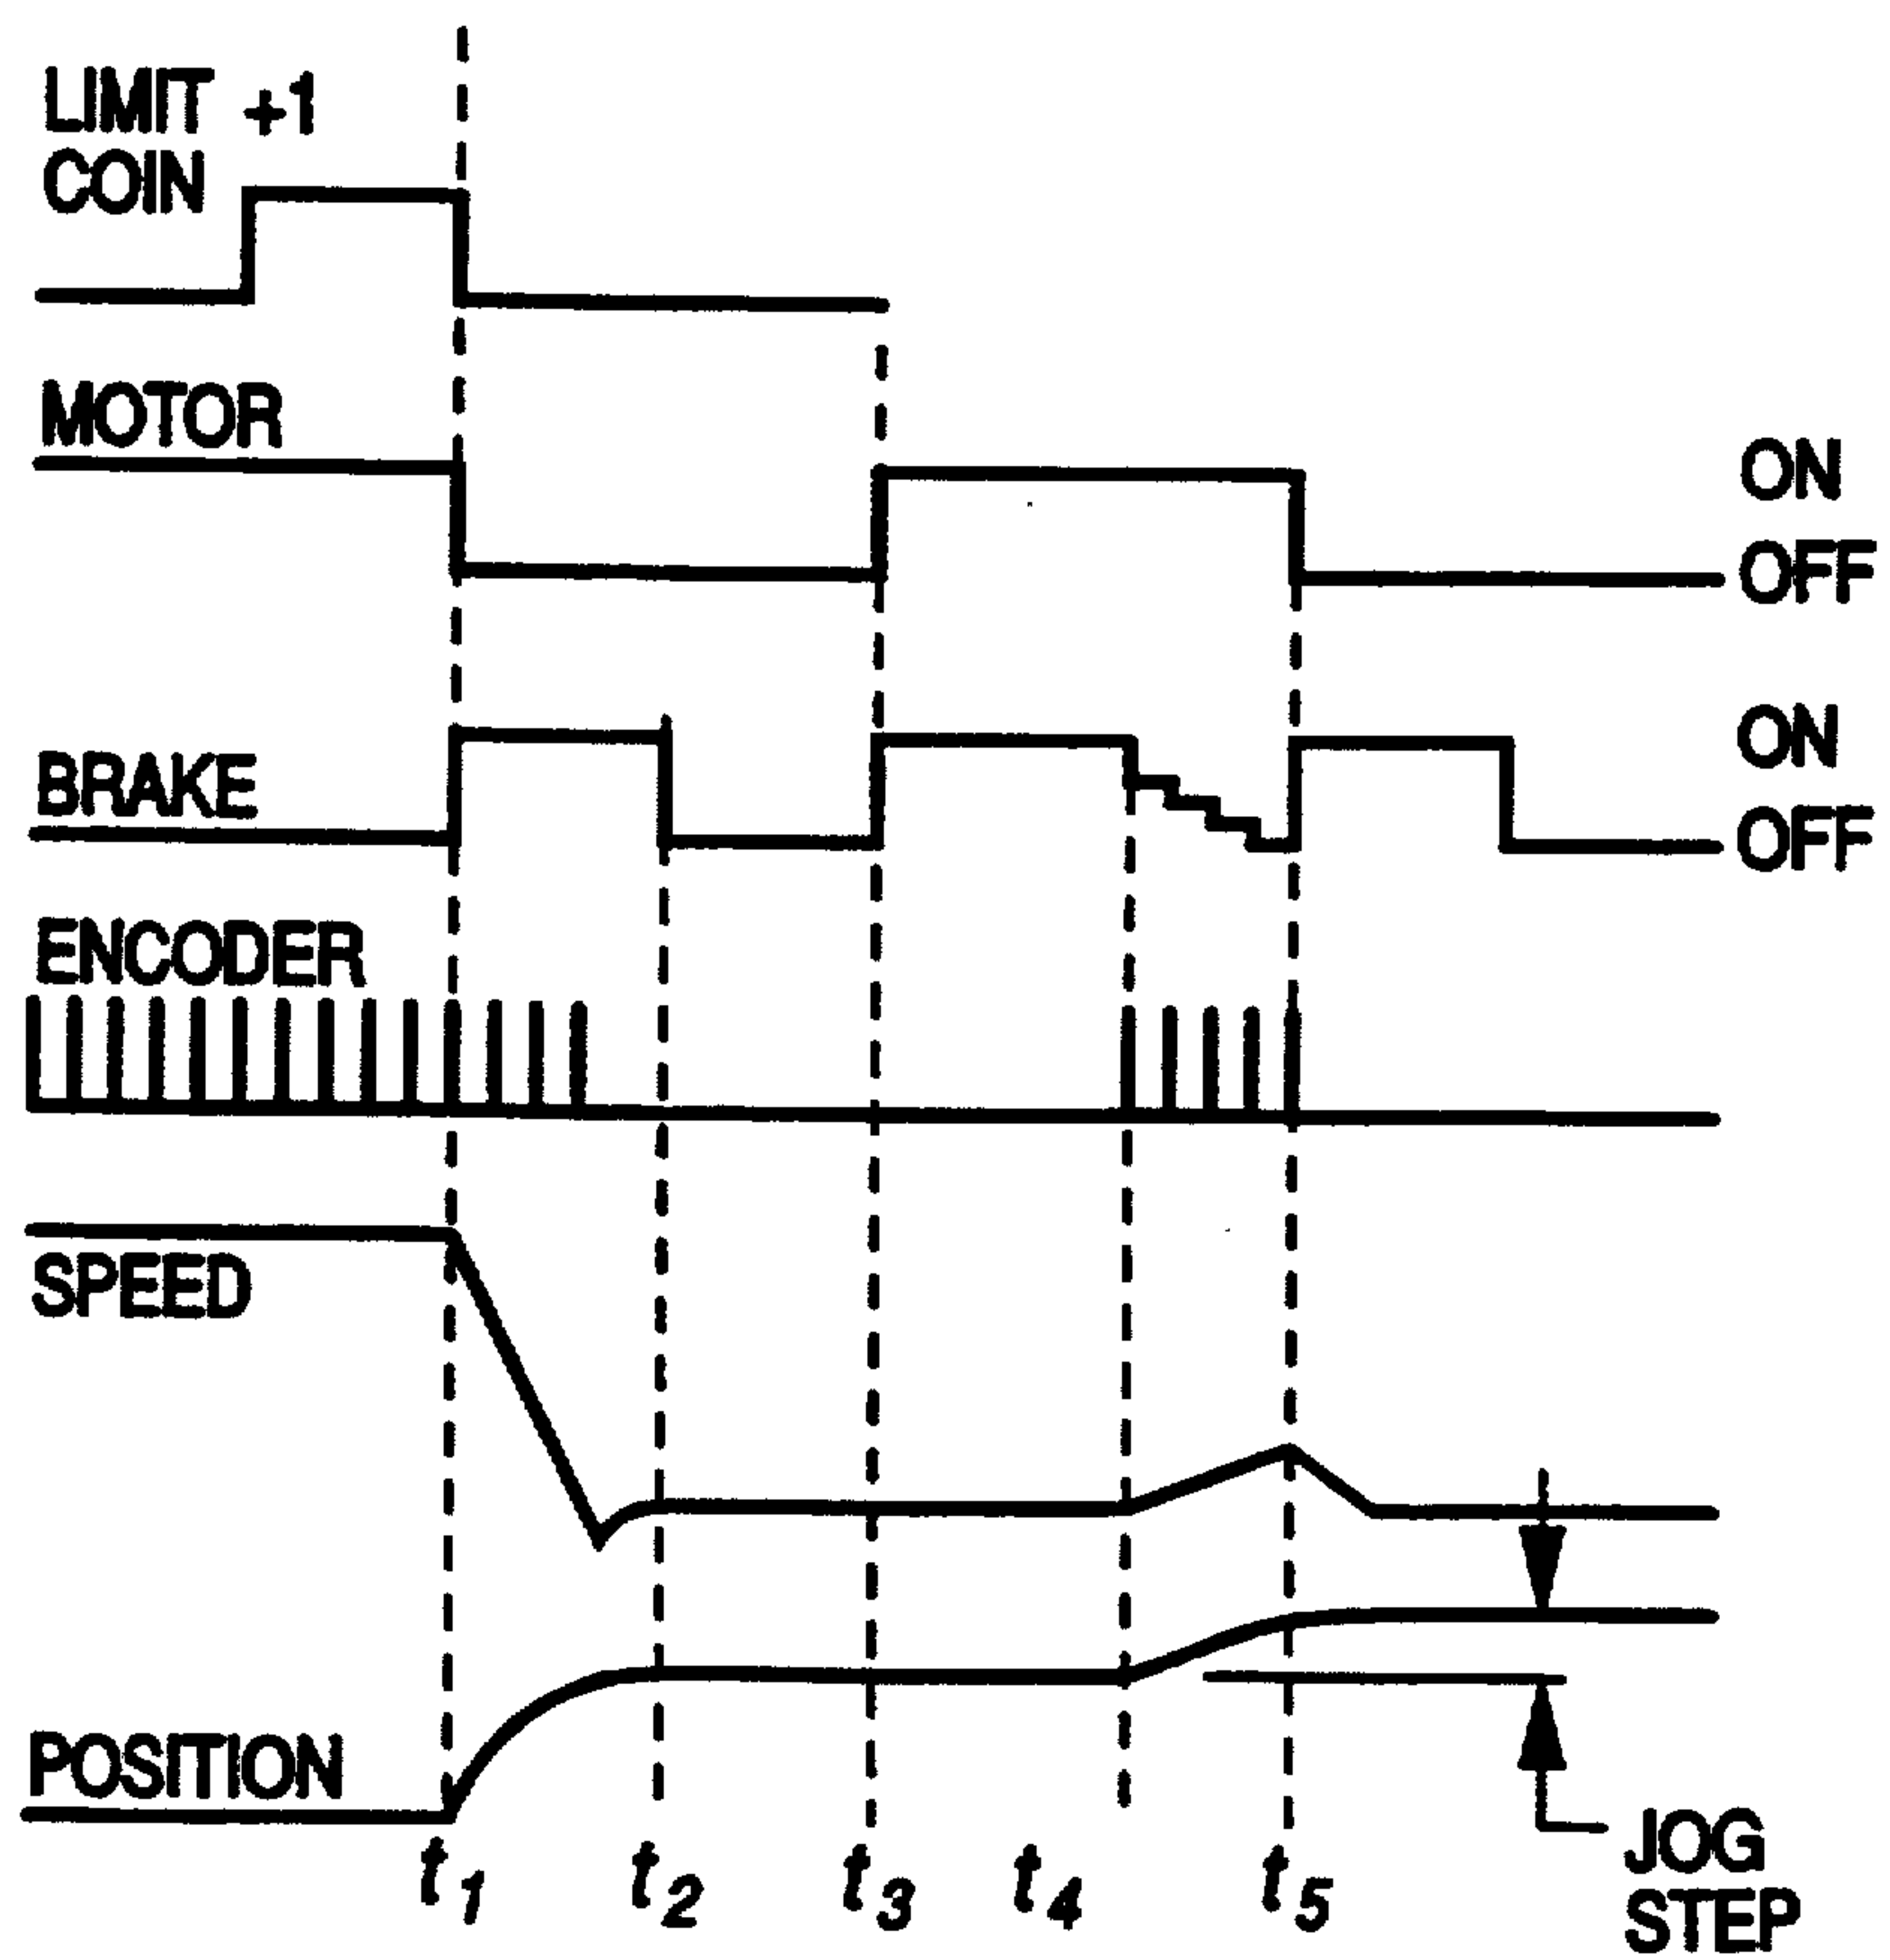 LIMIT +1
COIN
MOTOR
ON
OFF
BRAKE
ON
OFF
ENCODER
SPEED
POSITION
t1 t2 t3 t4 t5
JOG
STEP